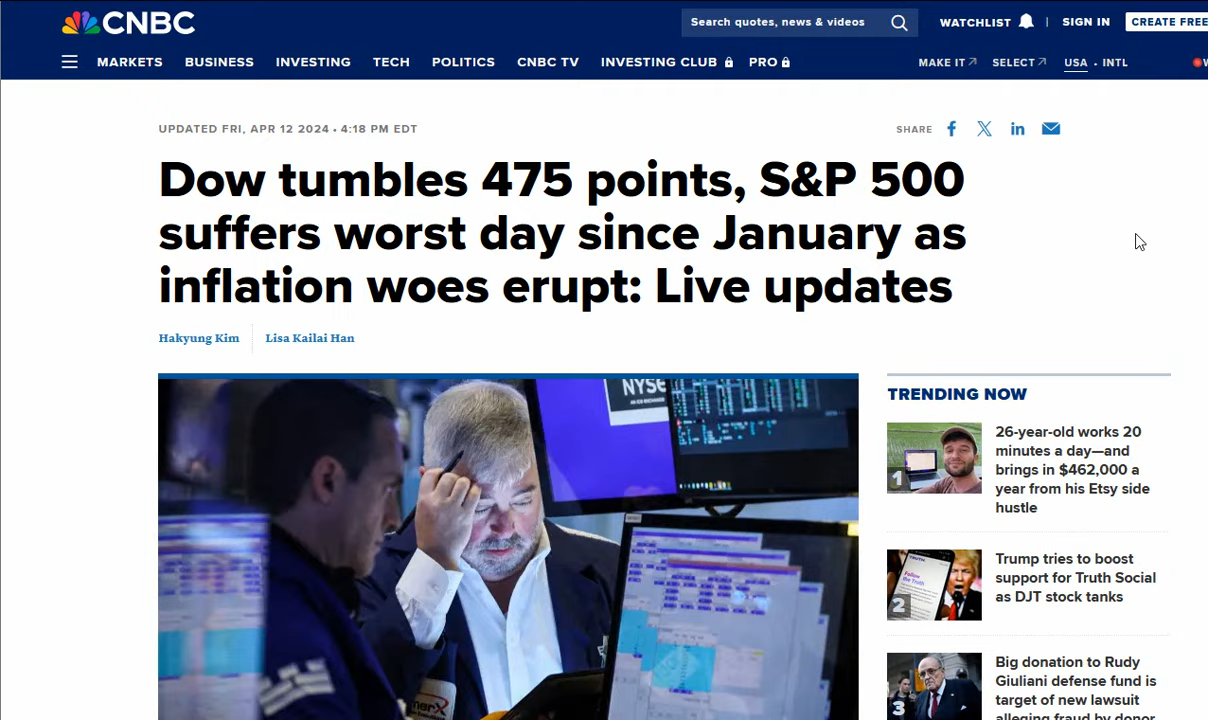 CNBC
Search quotes, news & videos
WATCHLIST
SIGN IN
CREATE FREE
MARKETS BUSINESS INVESTING TECH POLITICS CNBC TV INVESTING CLUB PRO
MAKE IT SELECT USA • INTL
UPDATED FRI, APR 12 2024 • 4:18 PM EDT
SHARE
Dow tumbles 475 points, S&P 500
suffers worst day since January as
inflation woes erupt: Live updates
Hakyung Kim | Lisa Kailai Han
NYSE
TRENDING NOW
1
26-year-old works 20
minutes a day—and
brings in $462,000 a
year from his Etsy side
hustle
2
Trump tries to boost
support for Truth Social
as DJT stock tanks
3
Big donation to Rudy
Giuliani defense fund is
target of new lawsuit
alleging fraud by donor